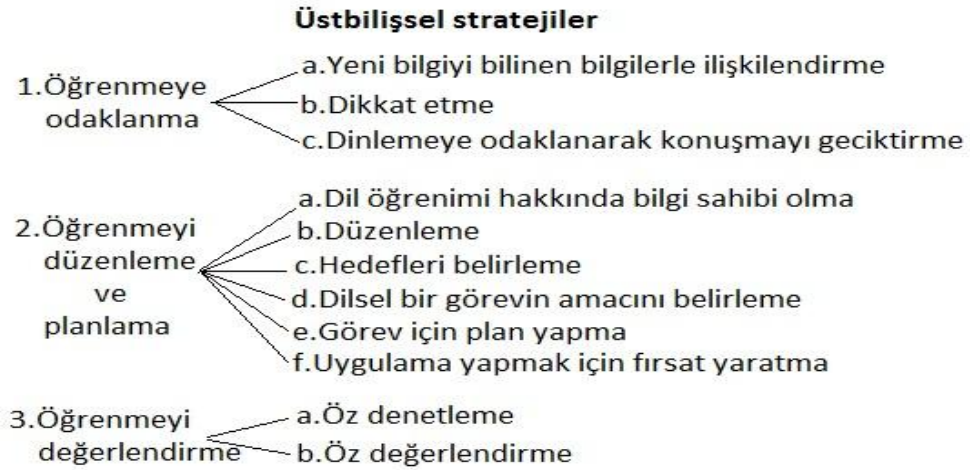 Üstbilişsel stratejiler
1.Öğrenmeye
odaklanma
a.Yeni bilgiyi bilinen bilgilerle ilişkilendirme
b.Dikkat etme
c.Dinlemeye odaklanarak konuşmayı geciktirme
2.Öğrenmeyi
düzenleme
ve
planlama
a.Dil öğrenimi hakkında bilgi sahibi olma
b.Düzenleme
c.Hedefleri belirleme
d.Dilsel bir görevin amacını belirleme
e.Görev için plan yapma
f.Uygulama yapmak için fırsat yaratma
3.Öğrenmeyi
değerlendirme
a.Öz denetleme
b.Öz değerlendirme